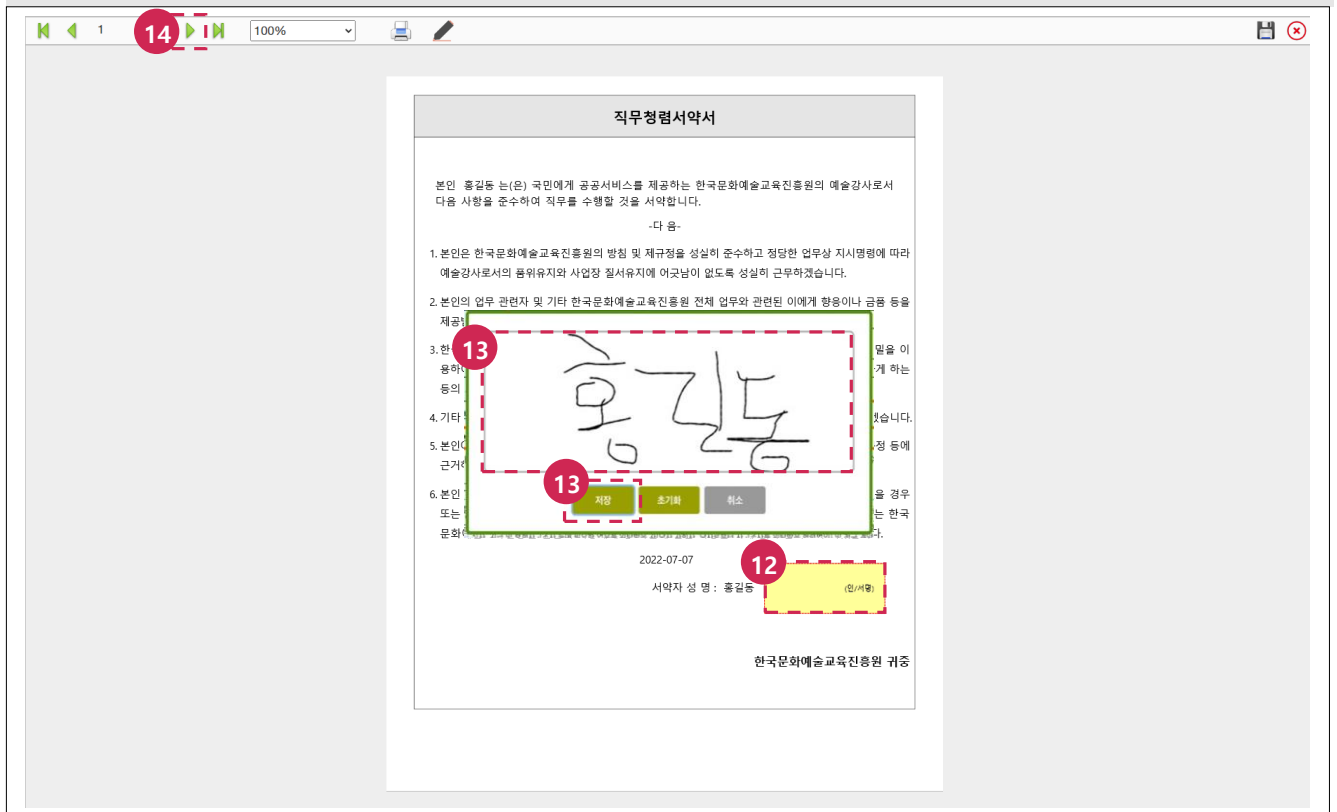 1
14
100%
직무청렴서약서
본인 홍길동 는(은) 국민에게 공공서비스를 제공하는 한국문화예술교육진흥원의 예술강사로서
다음 사항을 준수하여 직무를 수행할 것을 서약합니다.
-다 음-
1. 본인은 한국문화예술교육진흥원의 방침 및 제규정을 성실히 준수하고 정당한 업무상 지시명령에 따라
예술강사로서의 품위유지와 사업장 질서유지에 어긋남이 없도록 성실히 근무하겠습니다.
2. 본인의 업무 관련자 및 기타 한국문화예술교육진흥원 전체 업무와 관련된 이에게 향응이나 금품 등을
제공
3. 한 13 밀을 이
용하 게 하는
등의
홍길동
4. 기타 겠습니다.
5. 본인 정 등에
근거
13
6. 본인 저장 초기화 취소 을 경우
또는 는 한국
문화 다.
2022-07-07
12
서약자 성 명 : 홍길동 (인/서명)
한국문화예술교육진흥원 귀중